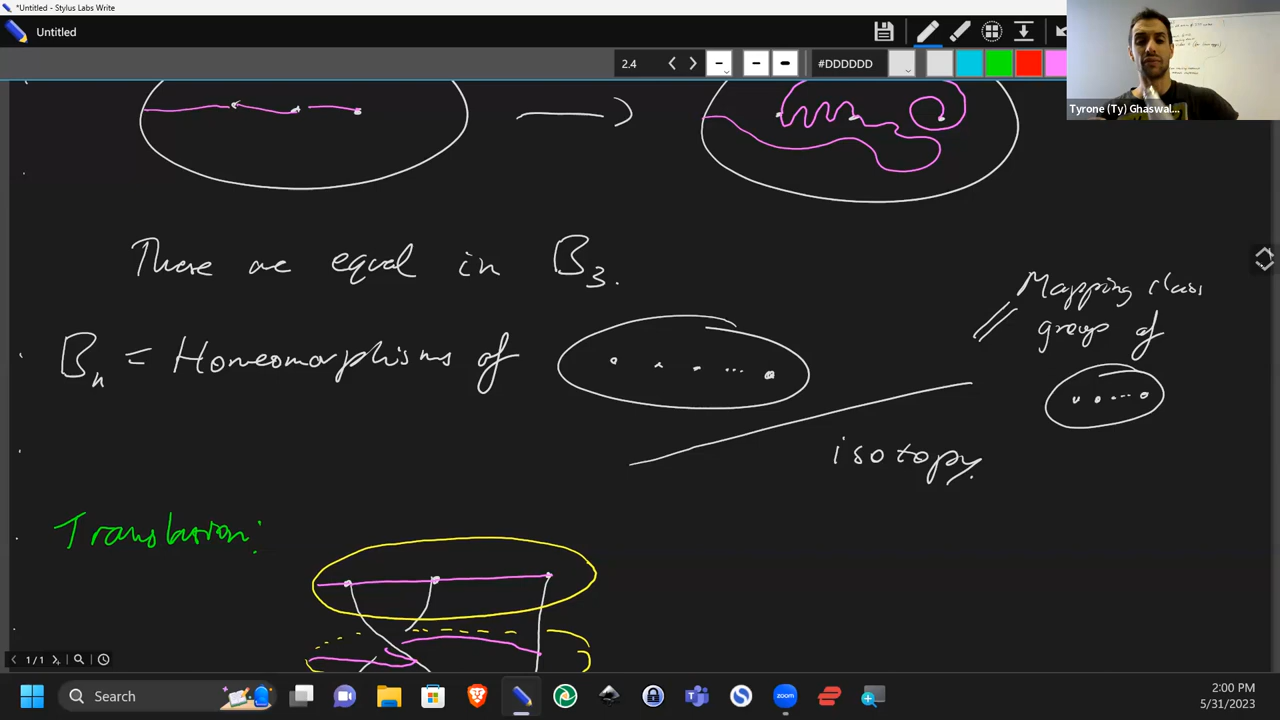 *Untitled - Stylus Labs Write
Untitled
2.4
#DDDDDD
Tyrone (Ty) Ghaswal...
These are equal in B₃.
Mapping class
group of
Bₙ = Homeomorphisms of
isotopy.
Translation:
1/1
Search
2:00 PM
5/31/2023